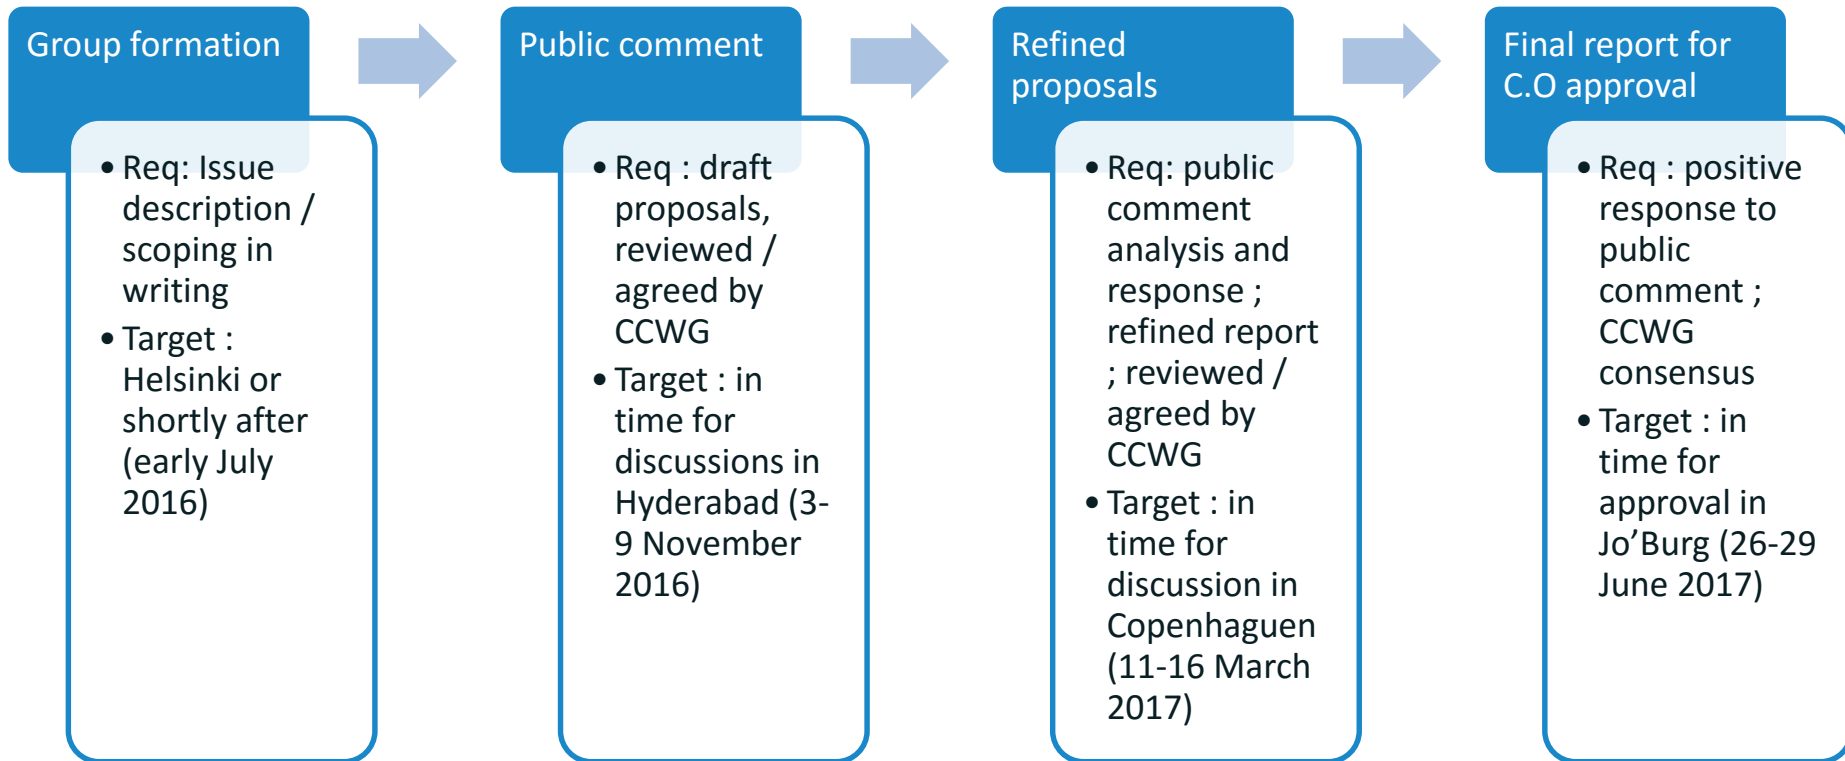 Group formation
• Req: Issue
description /
scoping in
writing
• Target :
Helsinki or
shortly after
(early July
2016)
Public comment
• Req : draft
proposals,
reviewed /
agreed by
CCWG
• Target : in
time for
discussions in
Hyderabad (3-
9 November
2016)
Refined
proposals
• Req: public
comment
analysis and
response ;
refined report
; reviewed /
agreed by
CCWG
• Target : in
time for
discussion in
Copenhaguen
(11-16 March
2017)
Final report for
C.O approval
• Req : positive
response to
public
comment ;
CCWG
consensus
• Target : in
time for
approval in
Jo’Burg (26-29
June 2017)